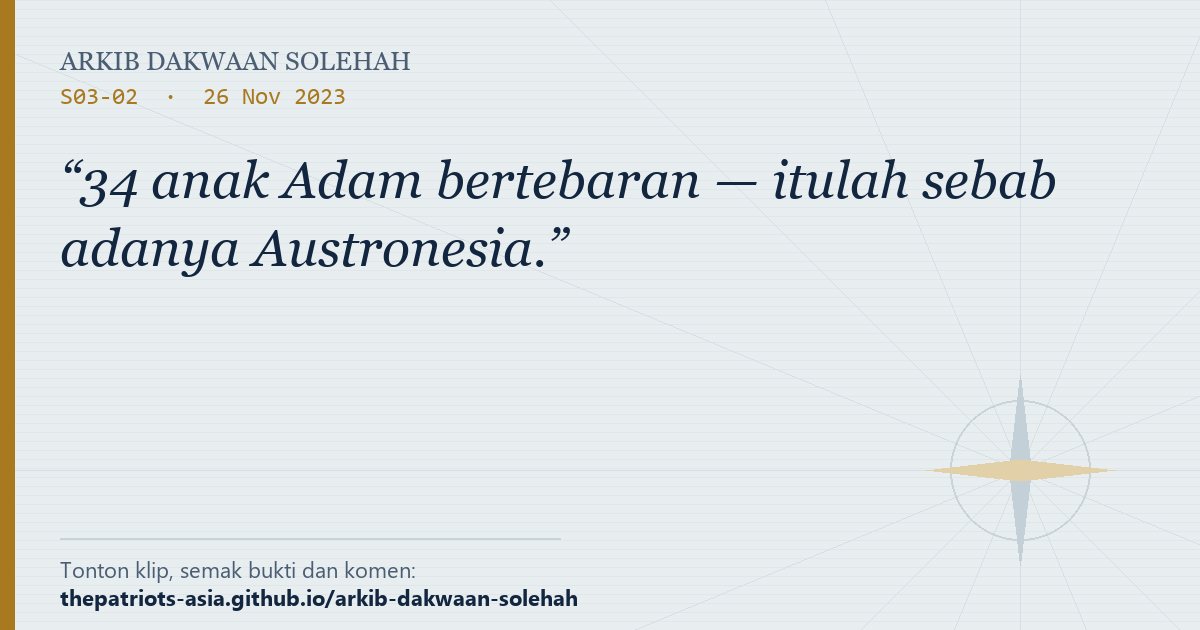 ARKIB DAKWAAN SOLEHAH
S03-02 · 26 Nov 2023
“34 anak Adam bertebaran — itulah sebab
adanya Austronesia.”
Tonton klip, semak bukti dan komen:
thepatriots-asia.github.io/arkib-dakwaan-solehah